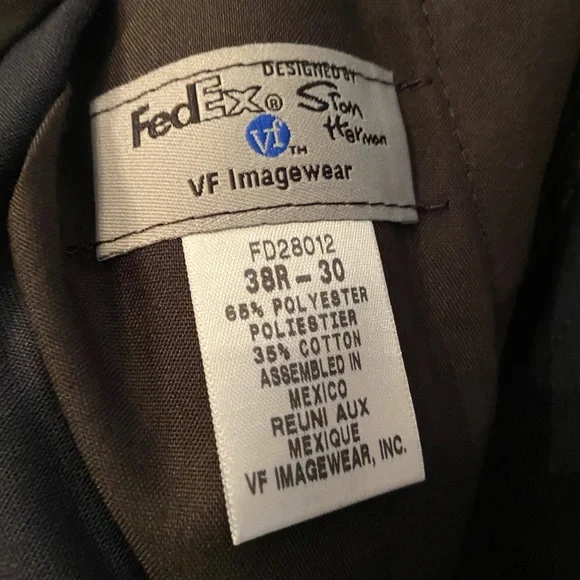 DESIGNED BY
FedEx® Stan Herman
vf™
VF Imagewear
FD28012
38R - 30
65% POLYESTER
POLIESTIER
35% COTTON
ASSEMBLED IN
MEXICO
REUNI AUX
MEXIQUE
VF IMAGEWEAR, INC.